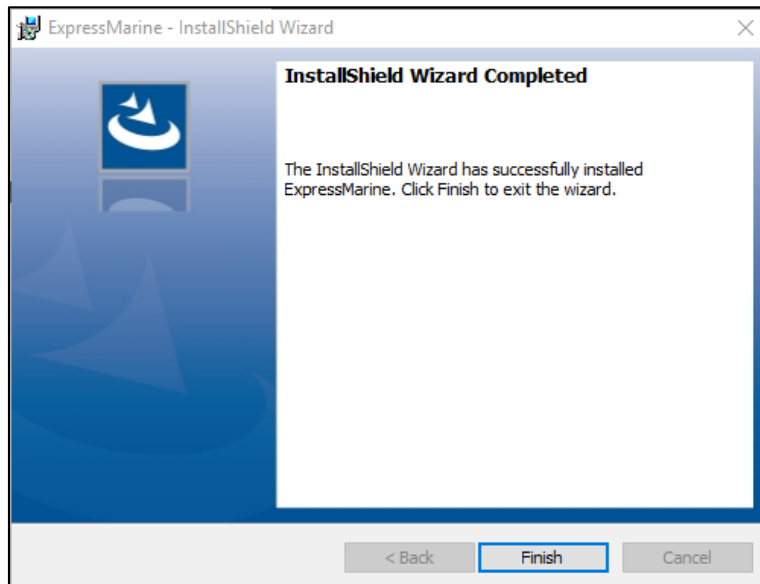 ExpressMarine - InstallShield Wizard
InstallShield Wizard Completed
The InstallShield Wizard has successfully installed
ExpressMarine. Click Finish to exit the wizard.
< Back
Finish
Cancel